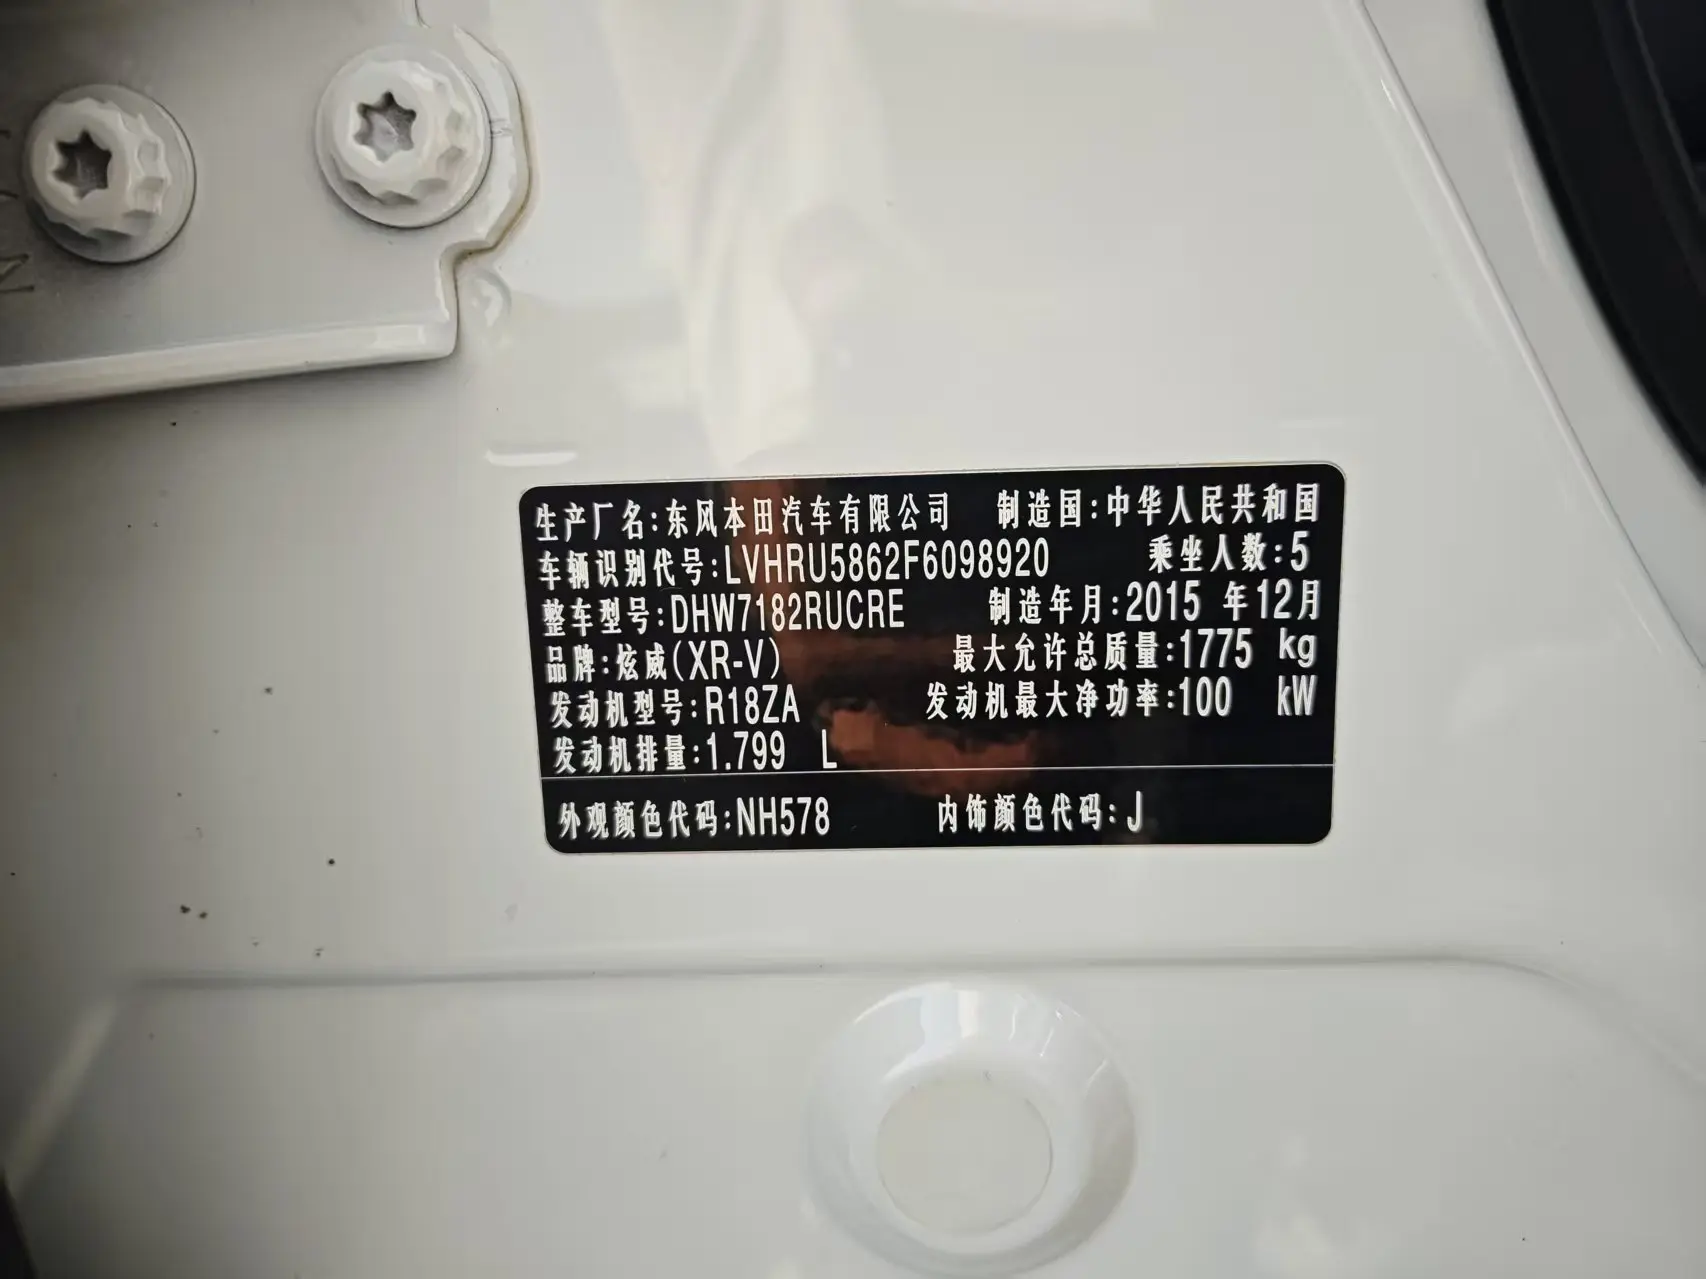 生产厂名:东风本田汽车有限公司 制造国:中华人民共和国
车辆识别代号:LVHRU5862F6098920 乘坐人数:5
整车型号:DHW7182RUCRE 制造年月:2015 年12月
品牌:炫威(XR-V) 最大允许总质量:1775 kg
发动机型号:R18ZA 发动机最大净功率:100 kW
发动机排量:1.799 L
外观颜色代码:NH578 内饰颜色代码:J